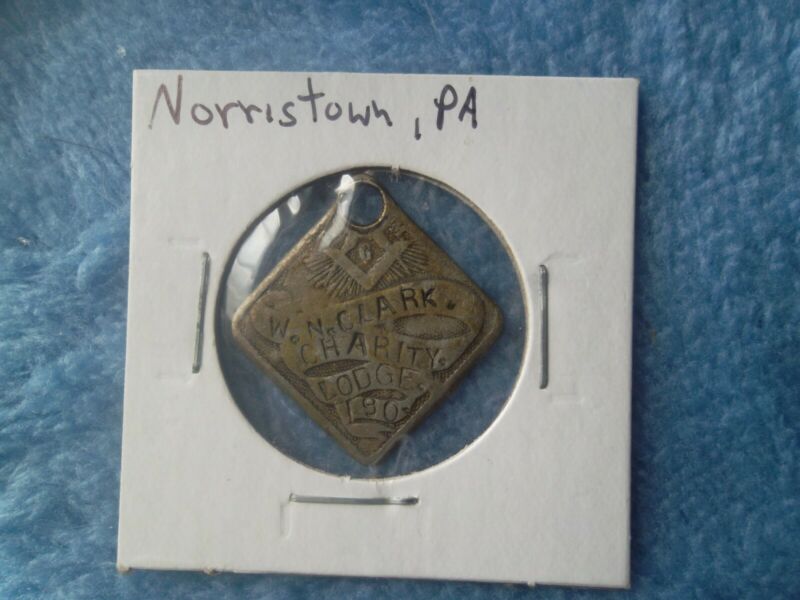 Norristown, PA
G
W. N. CLARK.
CHARITY.
LODGE.
190.